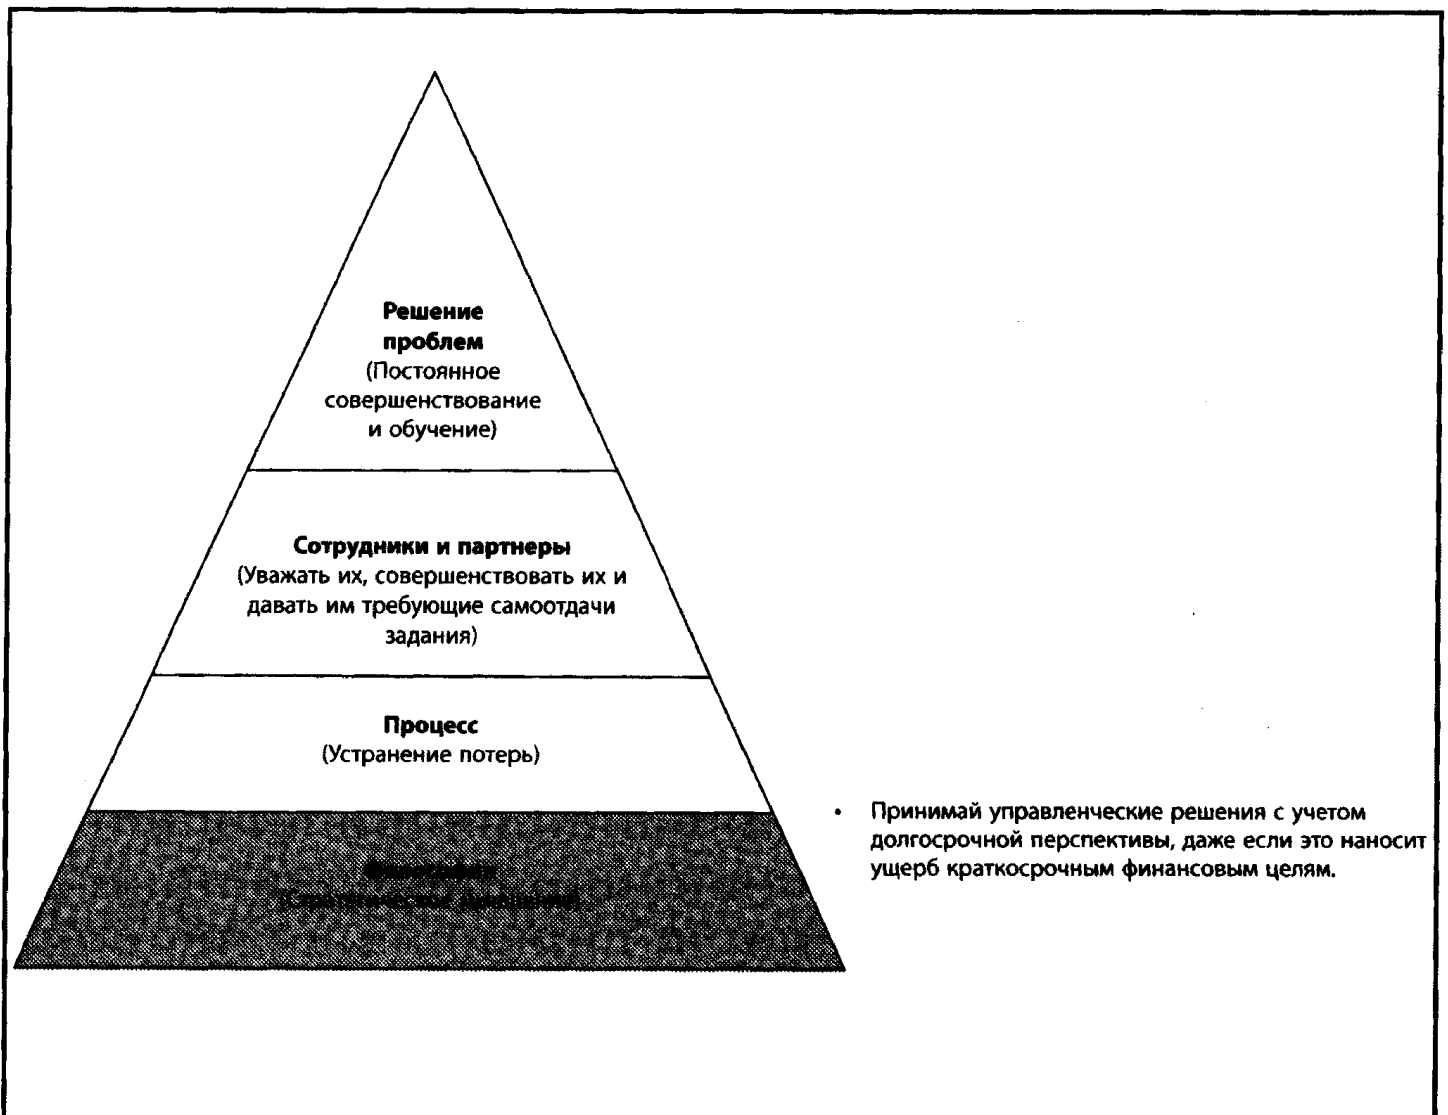 Решение
проблем
(Постоянное
совершенствование
и обучение)
Сотрудники и партнеры
(Уважать их, совершенствовать их и
давать им требующие самоотдачи
задания)
Процесс
(Устранение потерь)
• Принимай управленческие решения с учетом
долгосрочной перспективы, даже если это наносит
ущерб краткосрочным финансовым целям.